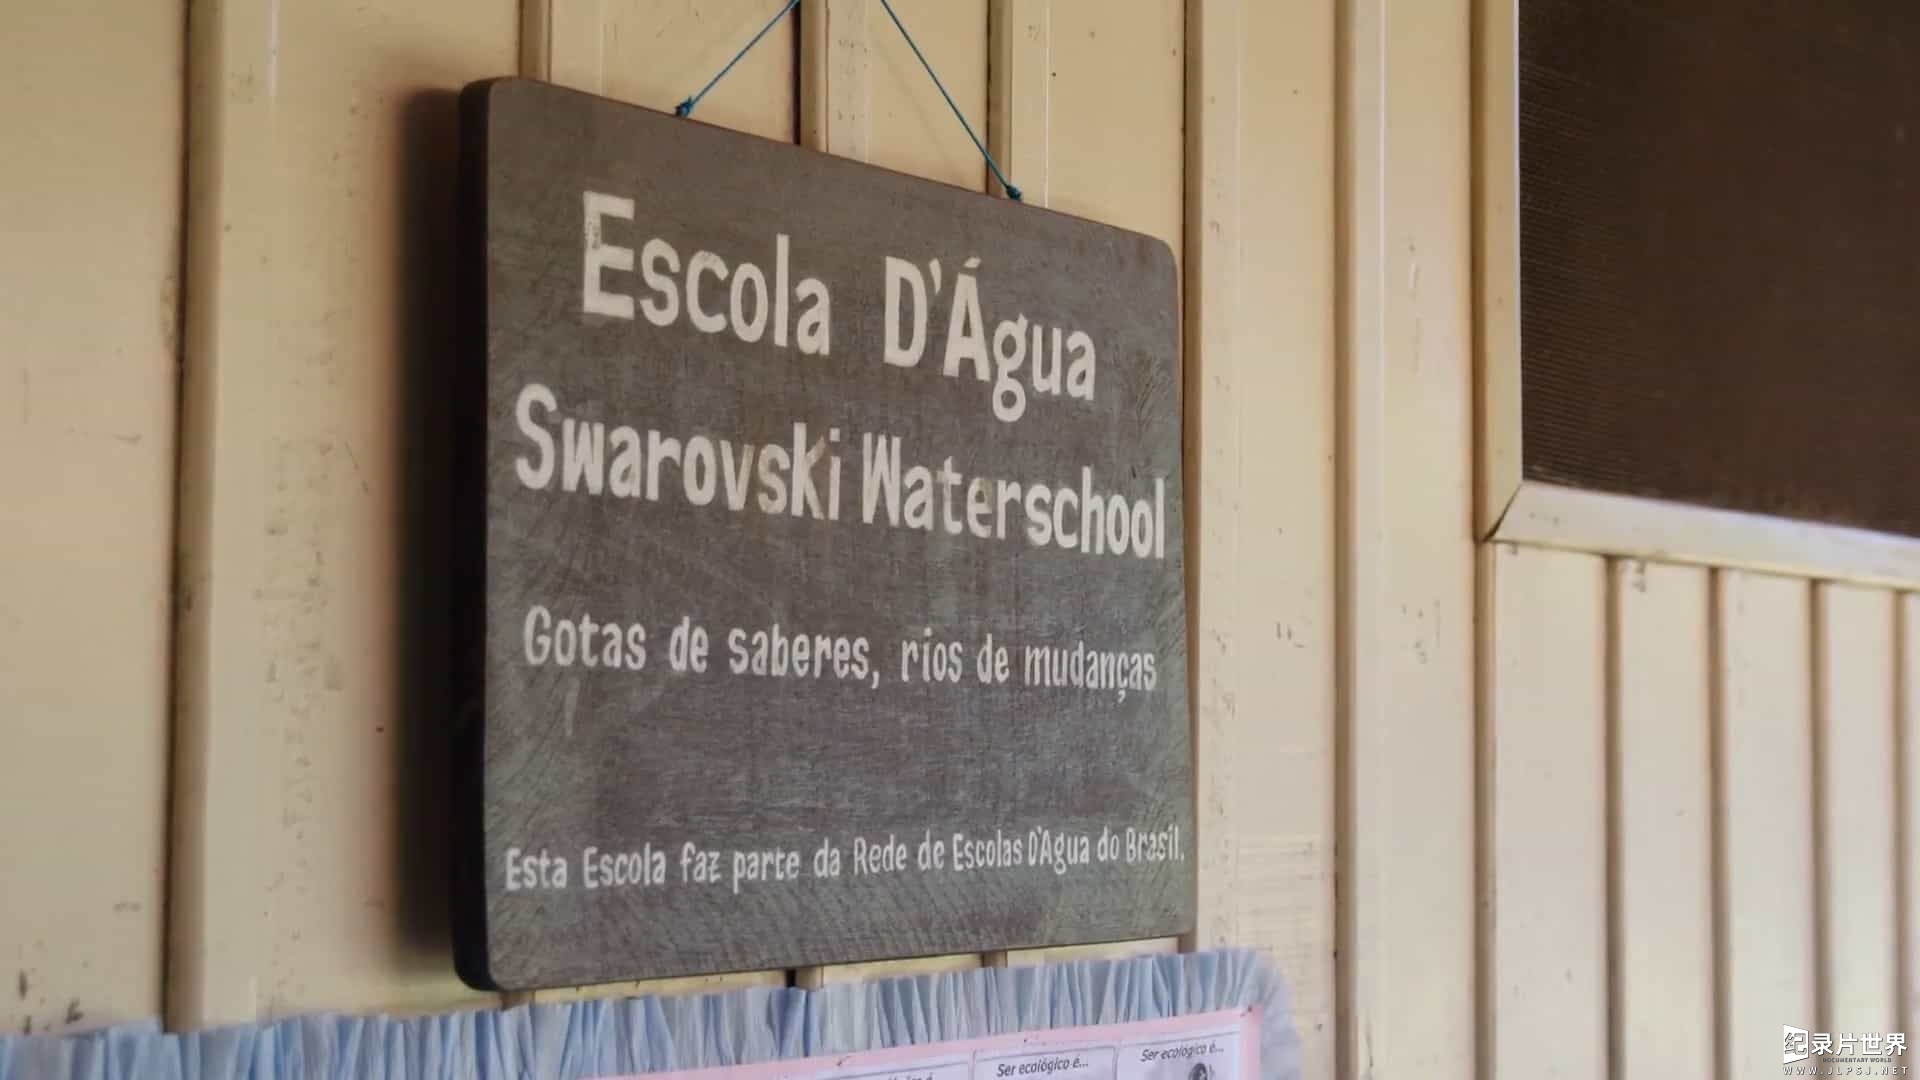 Escola D'Água
Swarovski Waterschool
Gotas de saberes, rios de mudanças
Esta Escola faz parte da Rede de Escolas D'Agua do Brasil.
Ser ecológico é...
Ser ecológico é...
纪录片世界
DOCUMENTARY WORLD
WWW.JLPSJ.NET